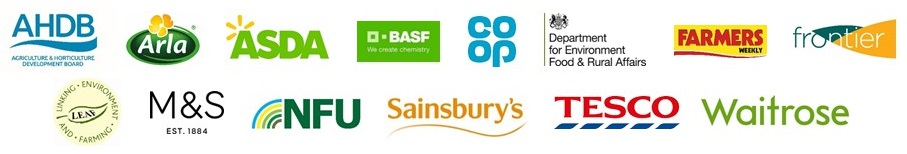 AHDB
AGRICULTURE & HORTICULTURE
DEVELOPMENT BOARD
Arla
ASDA
BASF
We create chemistry
CO
OP
Department
for Environment
Food & Rural Affairs
FARMERS
WEEKLY
frontier
LINKING • ENVIRONMENT
• AND • FARMING
LEAF
M&S
EST. 1884
NFU
Sainsbury's
TESCO
Waitrose